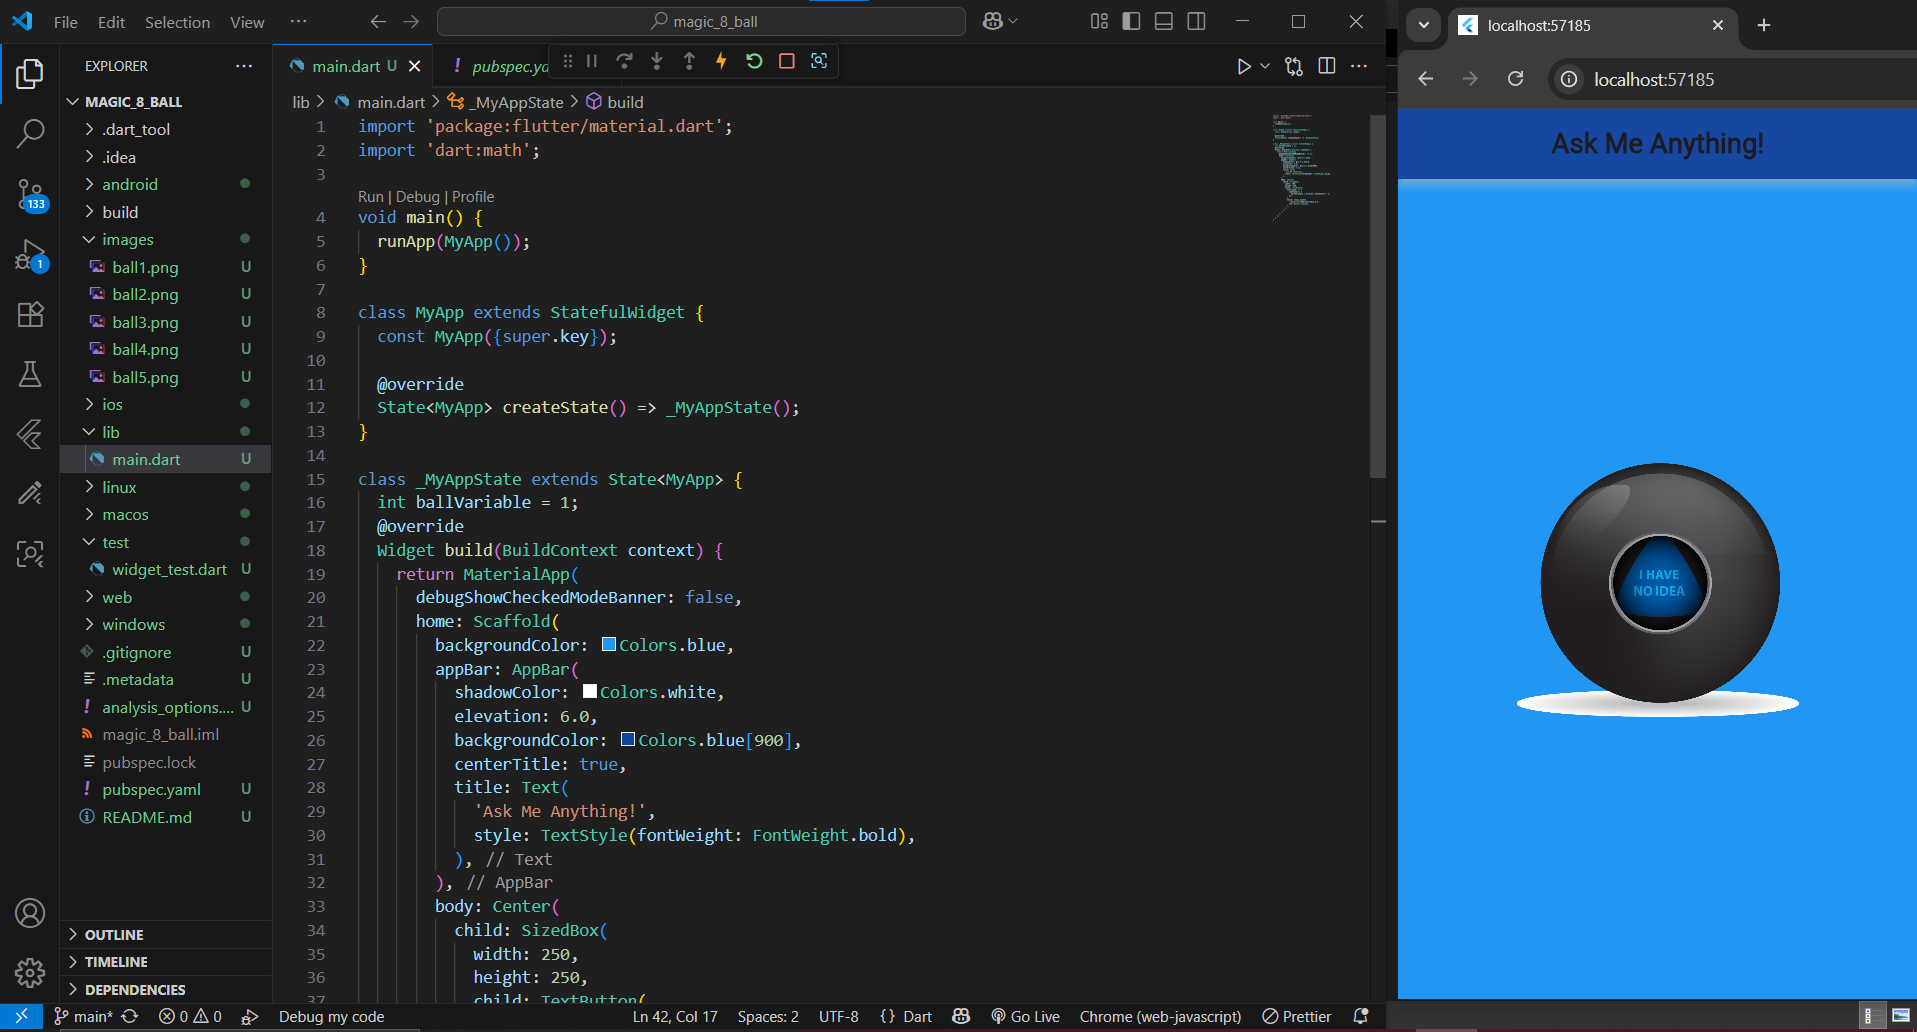 File Edit Selection View ··· magic_8_ball
EXPLORER ···
MAGIC_8_BALL
.dart_tool
.idea
android
build
images
ball1.png U
ball2.png U
ball3.png U
ball4.png U
ball5.png U
ios
lib
main.dart U
linux
macos
test
widget_test.dart U
web
windows
.gitignore U
.metadata U
analysis_options.... U
magic_8_ball.iml
pubspec.lock
pubspec.yaml U
README.md U
OUTLINE
TIMELINE
DEPENDENCIES
133
1
main.dart U ! pubspec.ya
lib > main.dart > _MyAppState > build
1 import 'package:flutter/material.dart';
2 import 'dart:math';
3
Run | Debug | Profile
4 void main() {
5 runApp(MyApp());
6 }
7
8 class MyApp extends StatefulWidget {
9 const MyApp({super.key});
10
11 @override
12 State<MyApp> createState() => _MyAppState();
13 }
14
15 class _MyAppState extends State<MyApp> {
16 int ballVariable = 1;
17 @override
18 Widget build(BuildContext context) {
19 return MaterialApp(
20 debugShowCheckedModeBanner: false,
21 home: Scaffold(
22 backgroundColor: Colors.blue,
23 appBar: AppBar(
24 shadowColor: Colors.white,
25 elevation: 6.0,
26 backgroundColor: Colors.blue[900],
27 centerTitle: true,
28 title: Text(
29 'Ask Me Anything!',
30 style: TextStyle(fontWeight: FontWeight.bold),
31 ), // Text
32 ), // AppBar
33 body: Center(
34 child: SizedBox(
35 width: 250,
36 height: 250,
37 child: TextButton(
main* 0 0 Debug my code Ln 42, Col 17 Spaces: 2 UTF-8 {} Dart Go Live Chrome (web-javascript) Prettier
localhost:57185
localhost:57185
Ask Me Anything!
I HAVE
NO IDEA